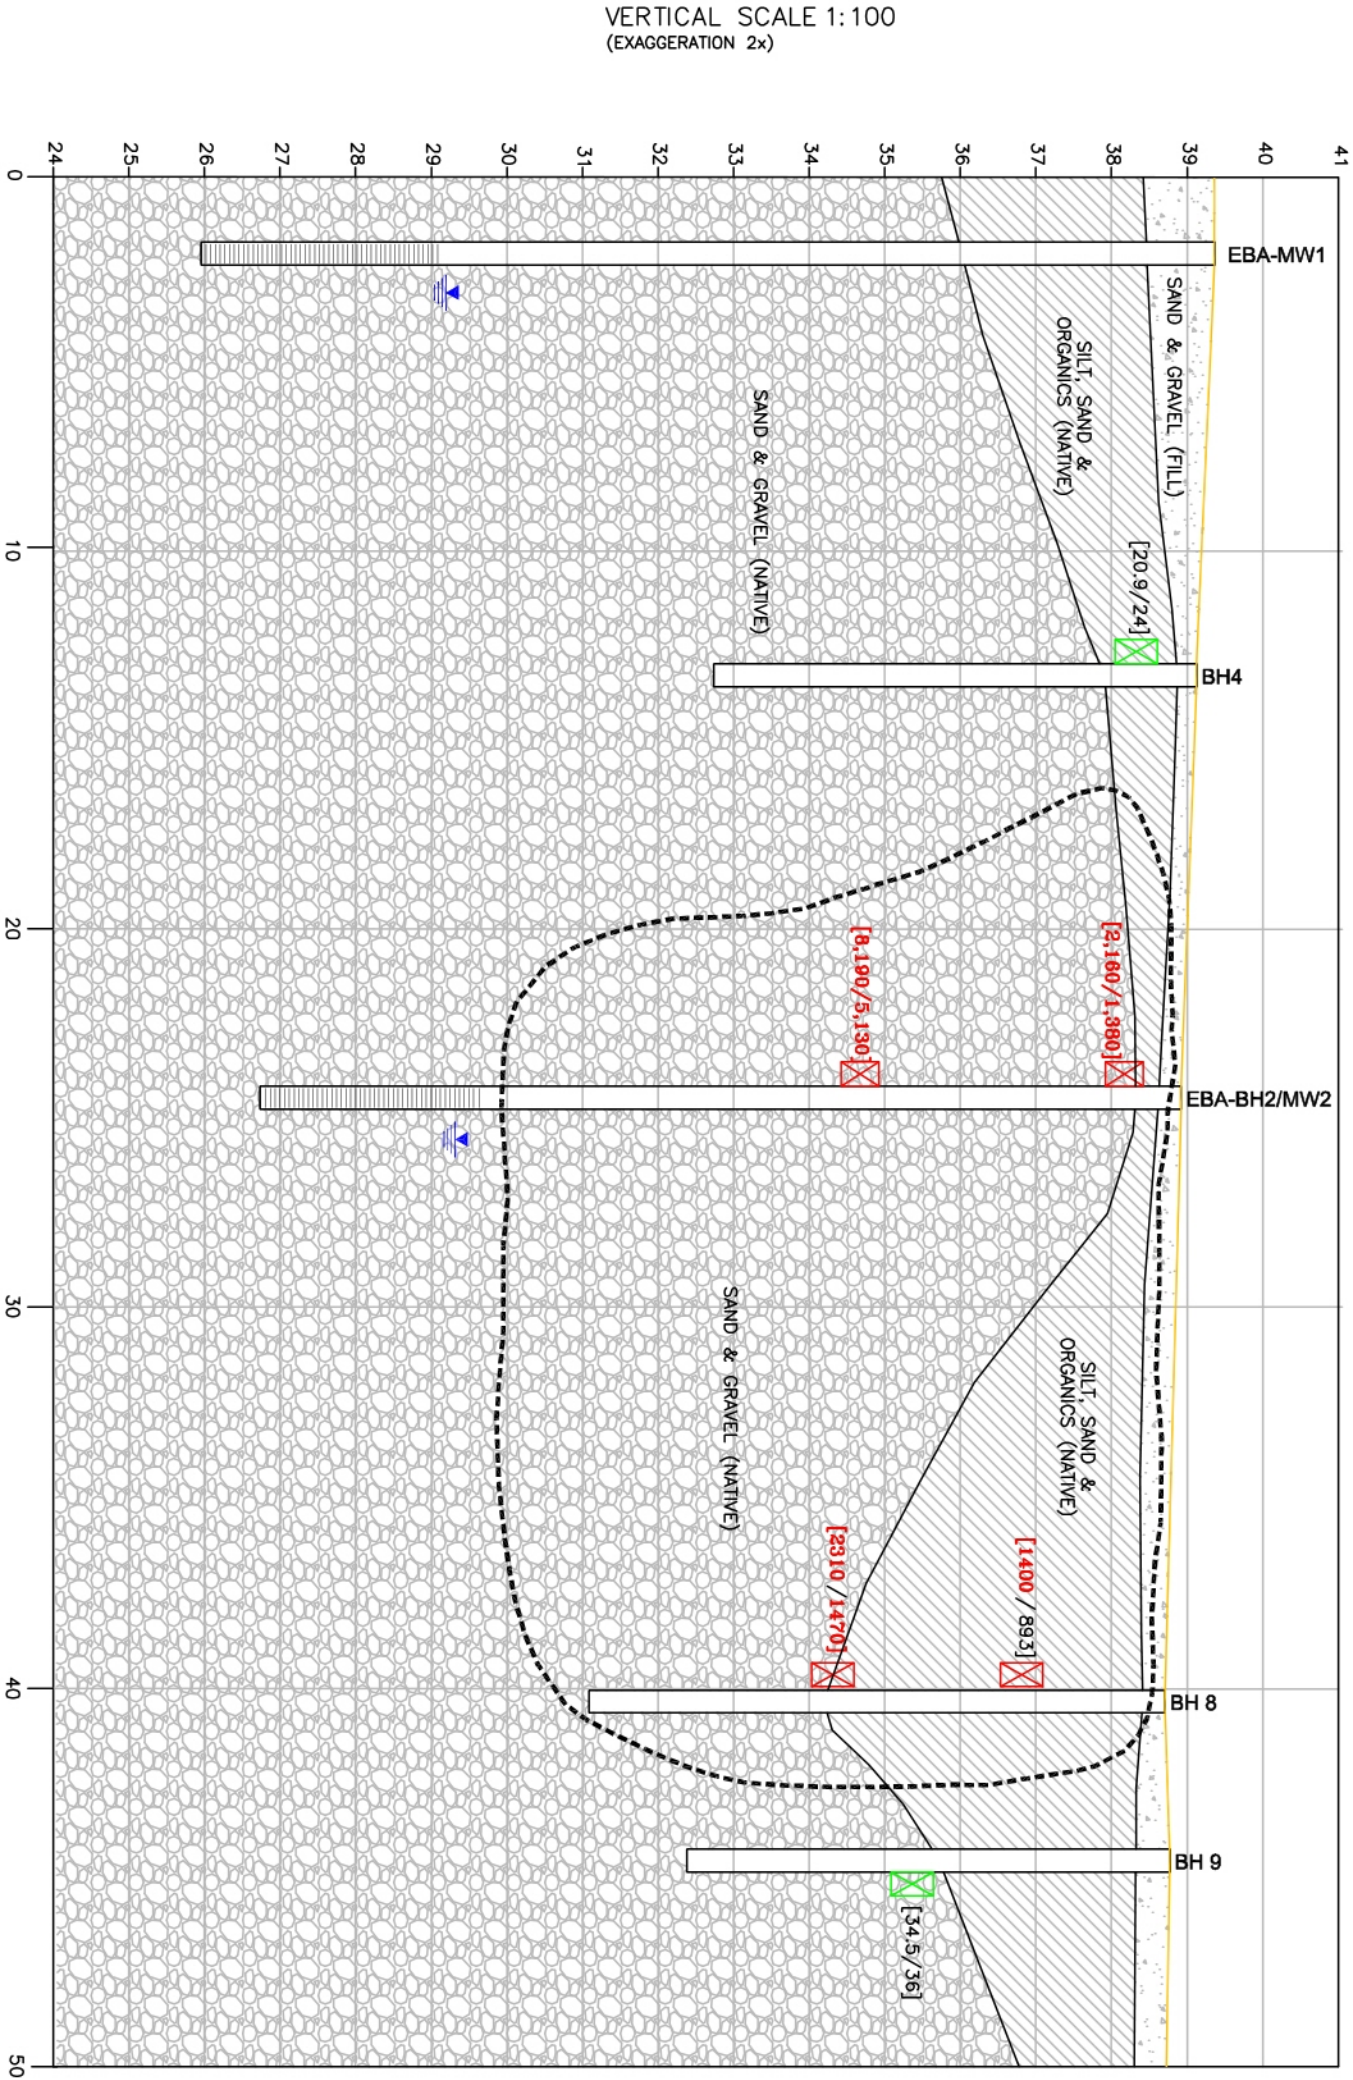 VERTICAL SCALE 1:100
(EXAGGERATION 2x)
24
25
26
27
28
29
30
31
32
33
34
35
36
37
38
39
40
41
0
10
20
30
40
50
EBA-MW1
SAND & GRAVEL (FILL)
SILT, SAND &
ORGANICS (NATIVE)
SAND & GRAVEL (NATIVE)
[20.9/24]
BH4
[2,160/1,380]
[8,190/5,130]
EBA-BH2/MW2
SAND & GRAVEL (NATIVE)
SILT, SAND &
ORGANICS (NATIVE)
[1400 / 893]
[2310 /1470]
BH 8
BH 9
[34.5/36]